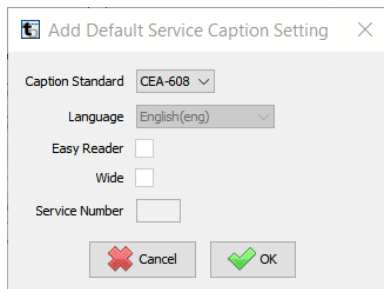 Add Default Service Caption Setting
Caption Standard CEA-608
Language English(eng)
Easy Reader
Wide
Service Number
Cancel OK